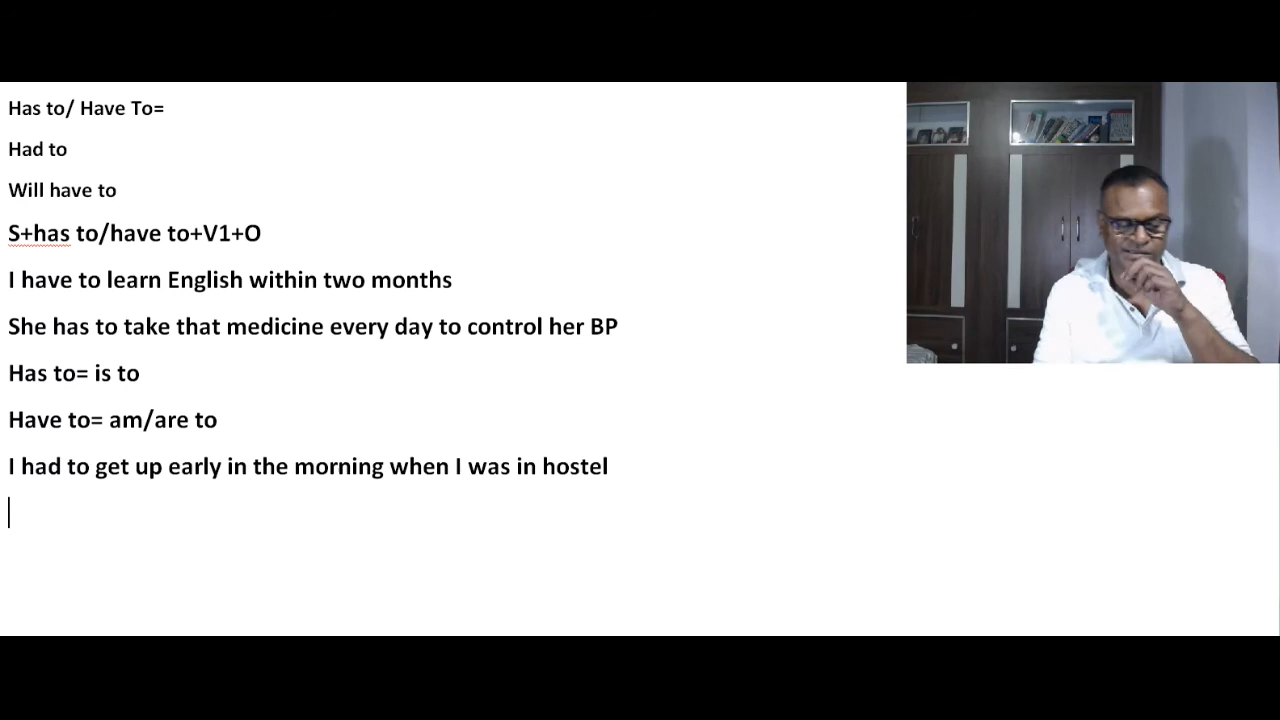 Has to/ Have To=
Had to
Will have to
S+has to/have to+V1+O
I have to learn English within two months
She has to take that medicine every day to control her BP
Has to= is to
Have to= am/are to
I had to get up early in the morning when I was in hostel